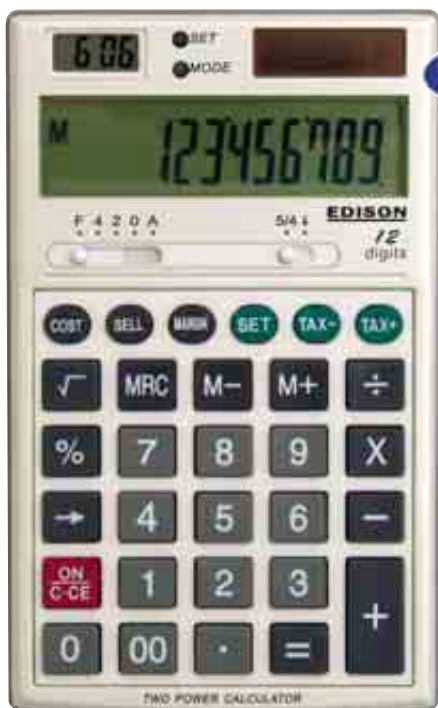 6 06 SET
MODE
M 123456789
EDISON
F 4 2 0 A 5/4 ↓ 12
digits
COST SELL MARGIN SET TAX- TAX+
√ MRC M- M+ ÷
% 7 8 9 X
→ 4 5 6 -
ON
C·CE 1 2 3 +
0 00 · =
TWO POWER CALCULATOR